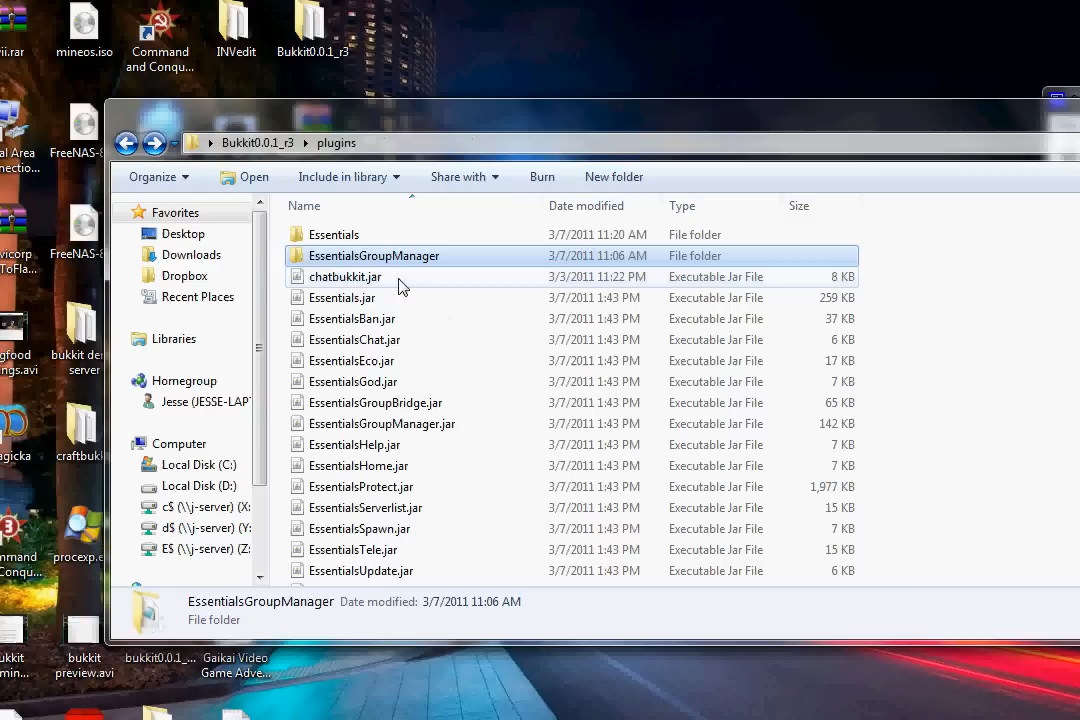 mineos.iso
Command
and Conqu...
INVedit
Bukkit0.0.1_r3
Bukkit0.0.1_r3
plugins
Organize
Open
Include in library
Share with
Burn
New folder
Favorites
Desktop
Downloads
Dropbox
Recent Places
Libraries
Homegroup
Jesse (JESSE-LAP
Computer
Local Disk (C:)
Local Disk (D:)
c$ (\\j-server) (X:
d$ (\\j-server) (Y:
E$ (\\j-server) (Z:
Name Date modified Type Size
Essentials 3/7/2011 11:20 AM File folder
EssentialsGroupManager 3/7/2011 11:06 AM File folder
chatbukkit.jar 3/3/2011 11:22 PM Executable Jar File 8 KB
Essentials.jar 3/7/2011 1:43 PM Executable Jar File 259 KB
EssentialsBan.jar 3/7/2011 1:43 PM Executable Jar File 37 KB
EssentialsChat.jar 3/7/2011 1:43 PM Executable Jar File 6 KB
EssentialsEco.jar 3/7/2011 1:43 PM Executable Jar File 17 KB
EssentialsGod.jar 3/7/2011 1:43 PM Executable Jar File 7 KB
EssentialsGroupBridge.jar 3/7/2011 1:43 PM Executable Jar File 65 KB
EssentialsGroupManager.jar 3/7/2011 1:43 PM Executable Jar File 142 KB
EssentialsHelp.jar 3/7/2011 1:43 PM Executable Jar File 7 KB
EssentialsHome.jar 3/7/2011 1:43 PM Executable Jar File 7 KB
EssentialsProtect.jar 3/7/2011 1:43 PM Executable Jar File 1,977 KB
EssentialsServerlist.jar 3/7/2011 1:43 PM Executable Jar File 15 KB
EssentialsSpawn.jar 3/7/2011 1:43 PM Executable Jar File 7 KB
EssentialsTele.jar 3/7/2011 1:43 PM Executable Jar File 15 KB
EssentialsUpdate.jar 3/7/2011 1:43 PM Executable Jar File 6 KB
EssentialsGroupManager Date modified: 3/7/2011 11:06 AM
File folder
FreeNAS-8
FreeNAS-8
bukkit de
server
craftbukk
procexp.e
bukkit
preview.avi
bukkit0.0.1_...
Gaikai Video
Game Adve...